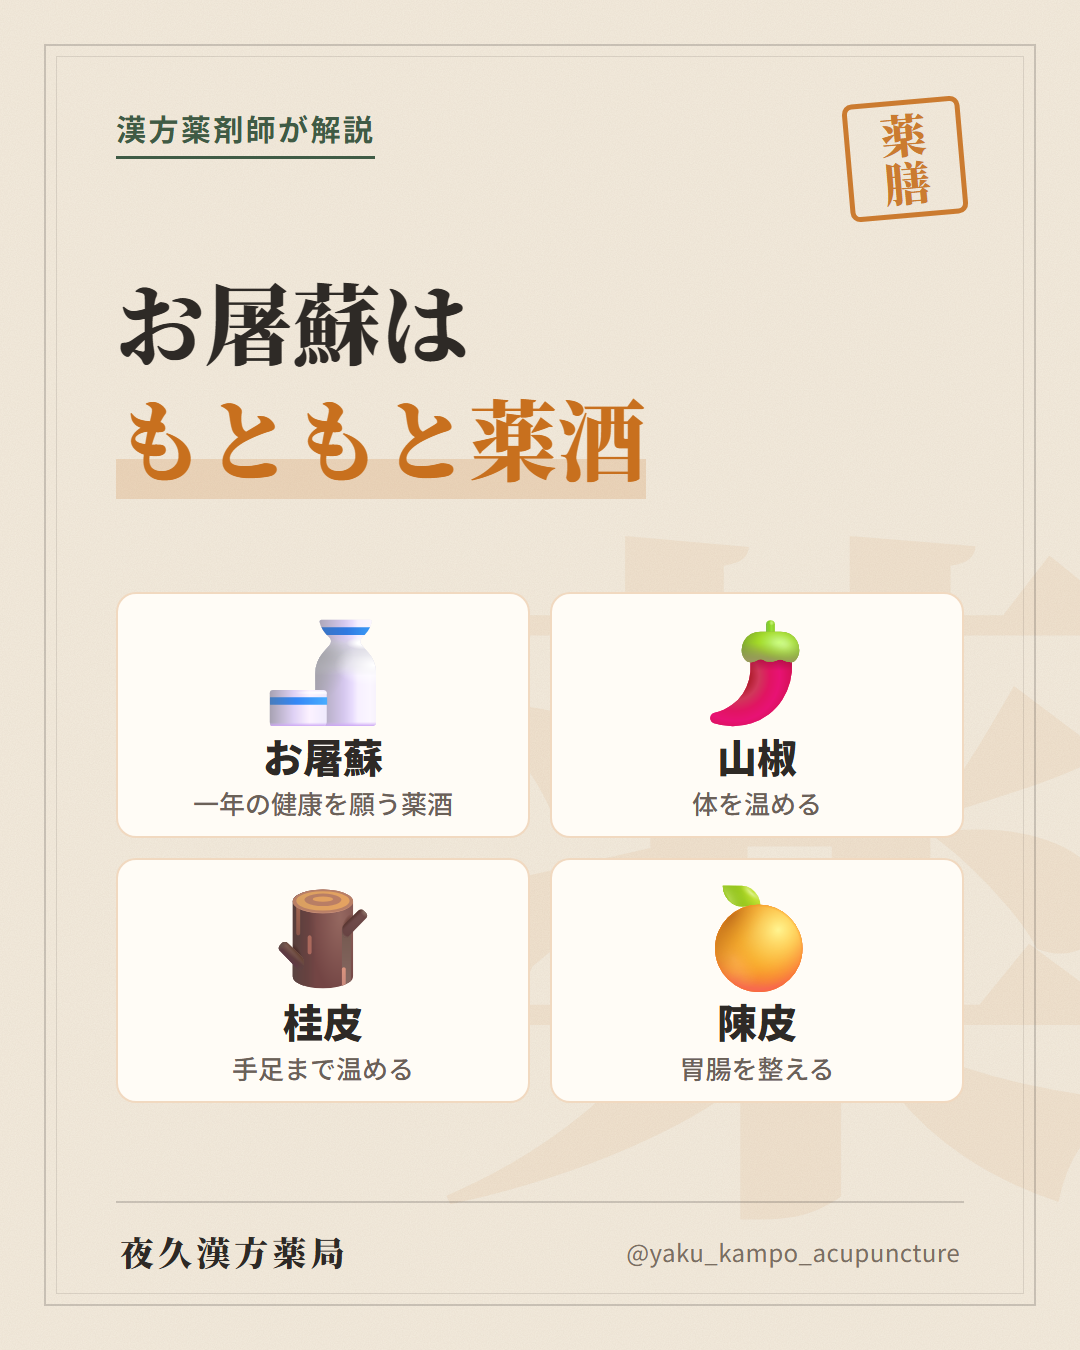 漢方薬剤師が解説
薬膳
お屠蘇は
もともと薬酒
お屠蘇
一年の健康を願う薬酒
山椒
体を温める
桂皮
手足まで温める
陳皮
胃腸を整える
夜久漢方薬局
@yaku_kampo_acupuncture